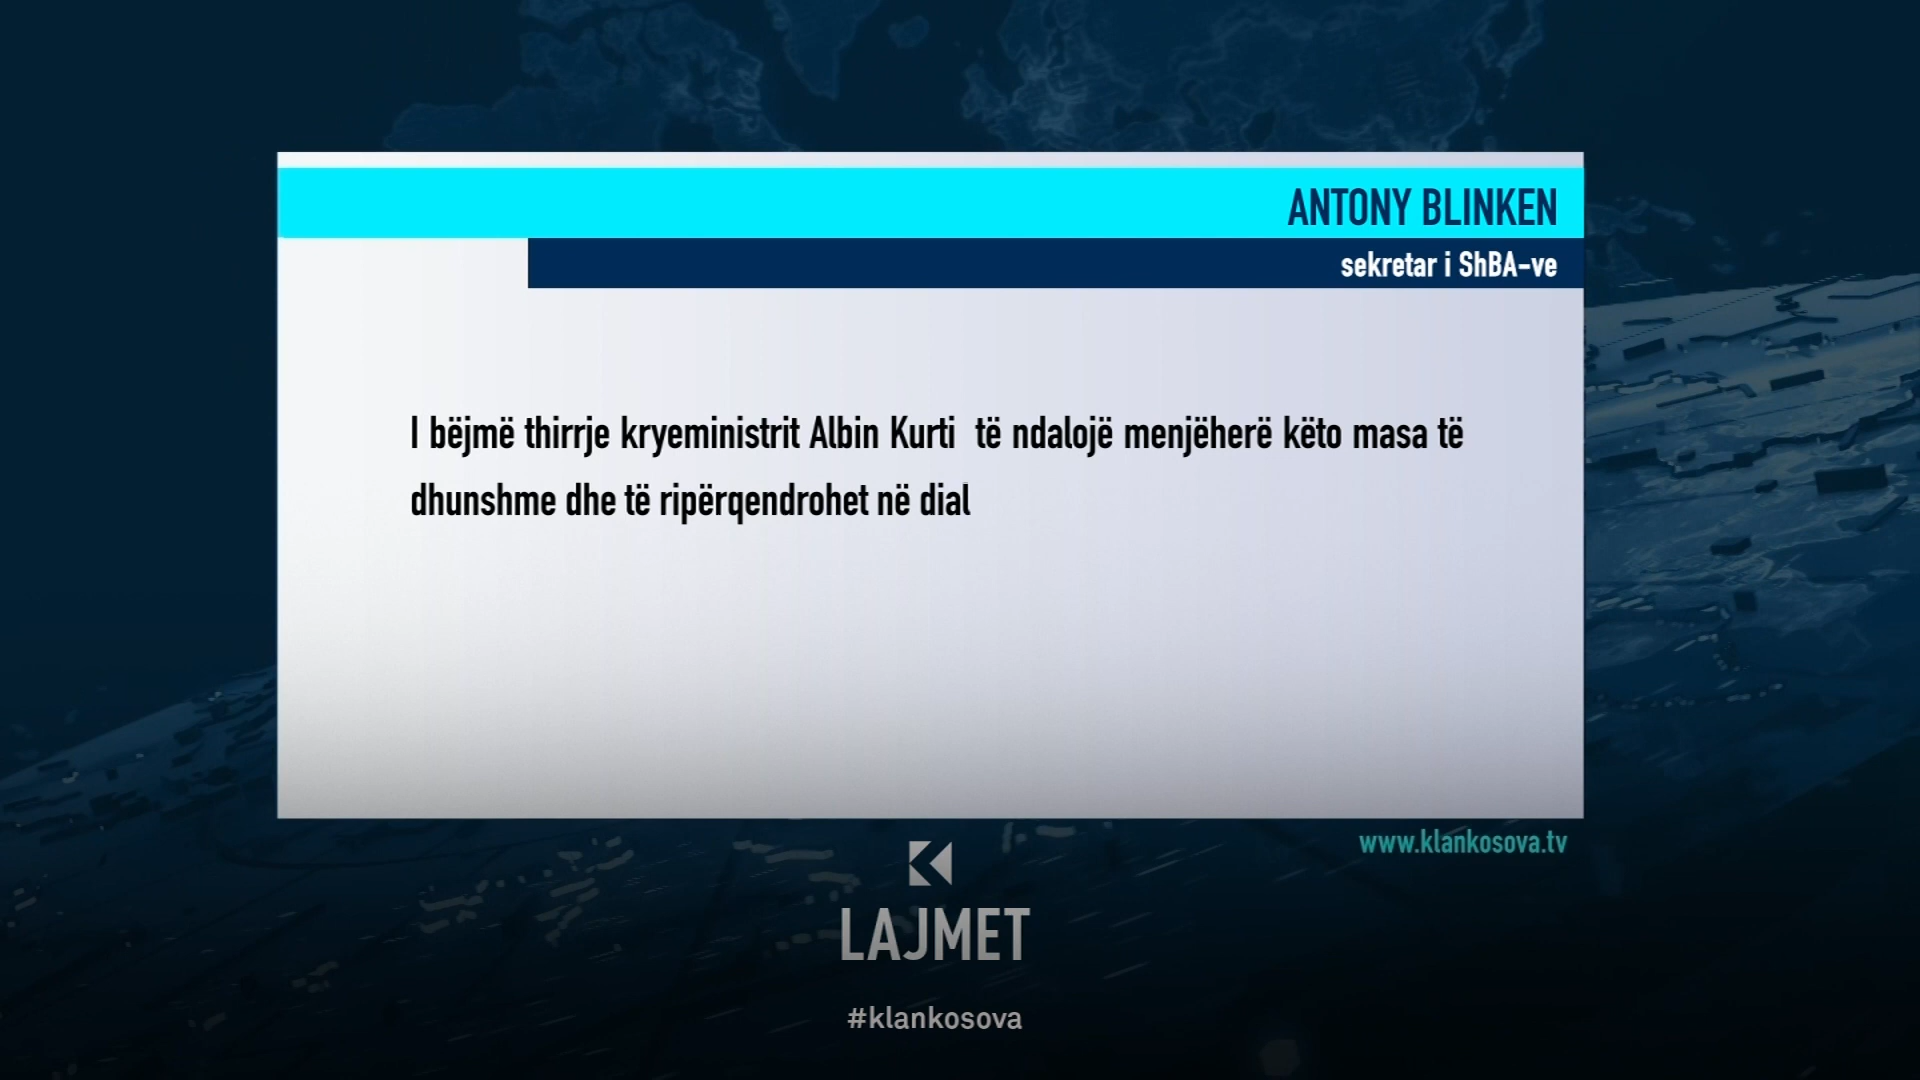 ANTONY BLINKEN
sekretar i ShBA-ve
I bëjmë thirrje kryeministrit Albin Kurti të ndalojë menjëherë këto masa të
dhunshme dhe të ripërqendrohet në dial
www.klankosova.tv
LAJMET
#klankosova